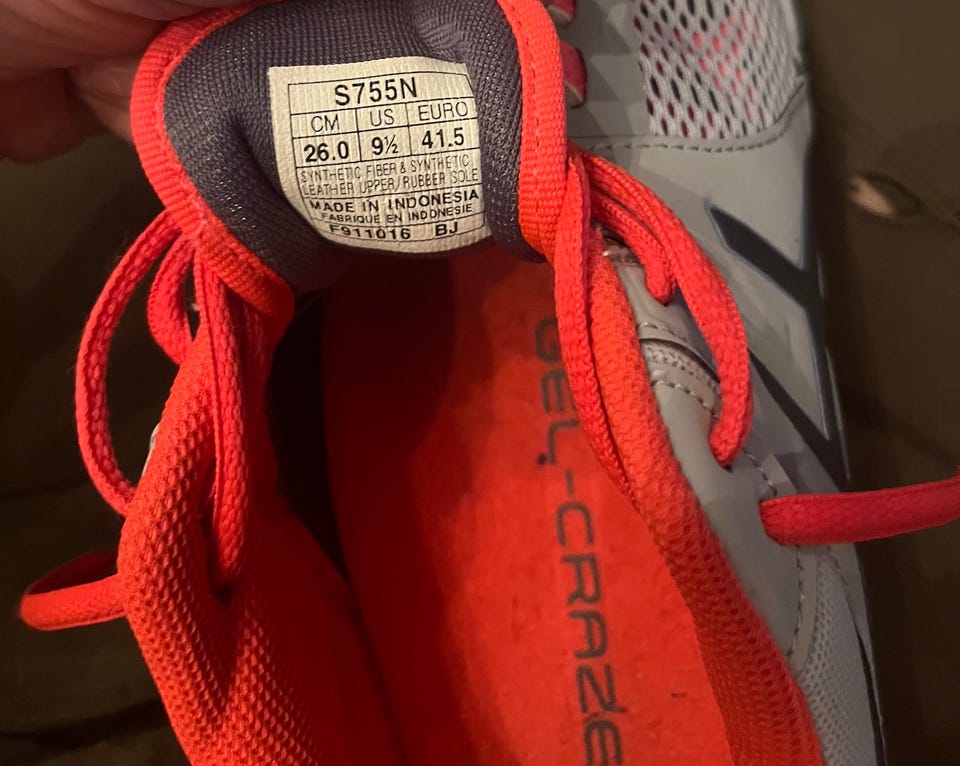 S755N
CM US EURO
26.0 9½ 41.5
SYNTHETIC FIBER & SYNTHETIC
LEATHER UPPER/RUBBER SOLE
MADE IN INDONESIA
FABRIQUE EN INDONESIE
F911016 BJ
GEL-CRAZE